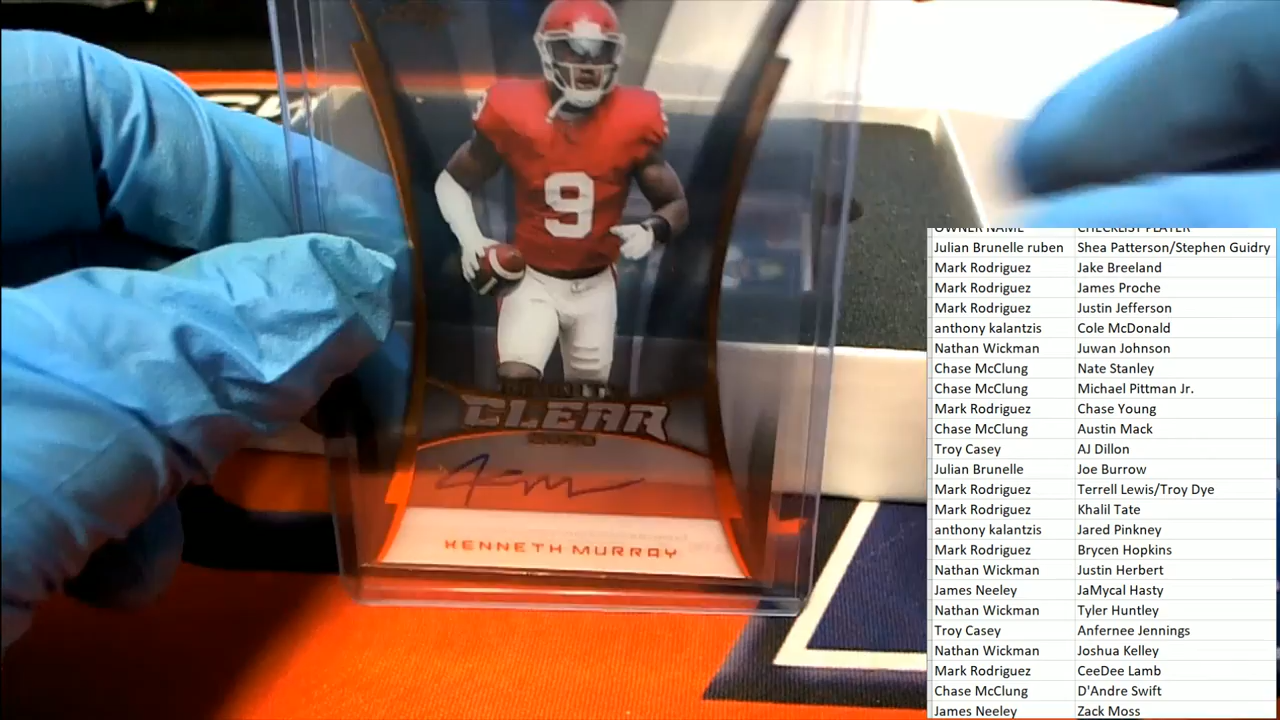 9
9
CLEAR
KENNETH MURRAY
OWNER NAME CHECKLIST PLAYER
Julian Brunelle ruben Shea Patterson/Stephen Guidry
Mark Rodriguez Jake Breeland
Mark Rodriguez James Proche
Mark Rodriguez Justin Jefferson
anthony kalantzis Cole McDonald
Nathan Wickman Juwan Johnson
Chase McClung Nate Stanley
Chase McClung Michael Pittman Jr.
Mark Rodriguez Chase Young
Chase McClung Austin Mack
Troy Casey AJ Dillon
Julian Brunelle Joe Burrow
Mark Rodriguez Terrell Lewis/Troy Dye
Mark Rodriguez Khalil Tate
anthony kalantzis Jared Pinkney
Mark Rodriguez Brycen Hopkins
Nathan Wickman Justin Herbert
James Neeley JaMycal Hasty
Nathan Wickman Tyler Huntley
Troy Casey Anfernee Jennings
Nathan Wickman Joshua Kelley
Mark Rodriguez CeeDee Lamb
Chase McClung D'Andre Swift
James Neeley Zack Moss